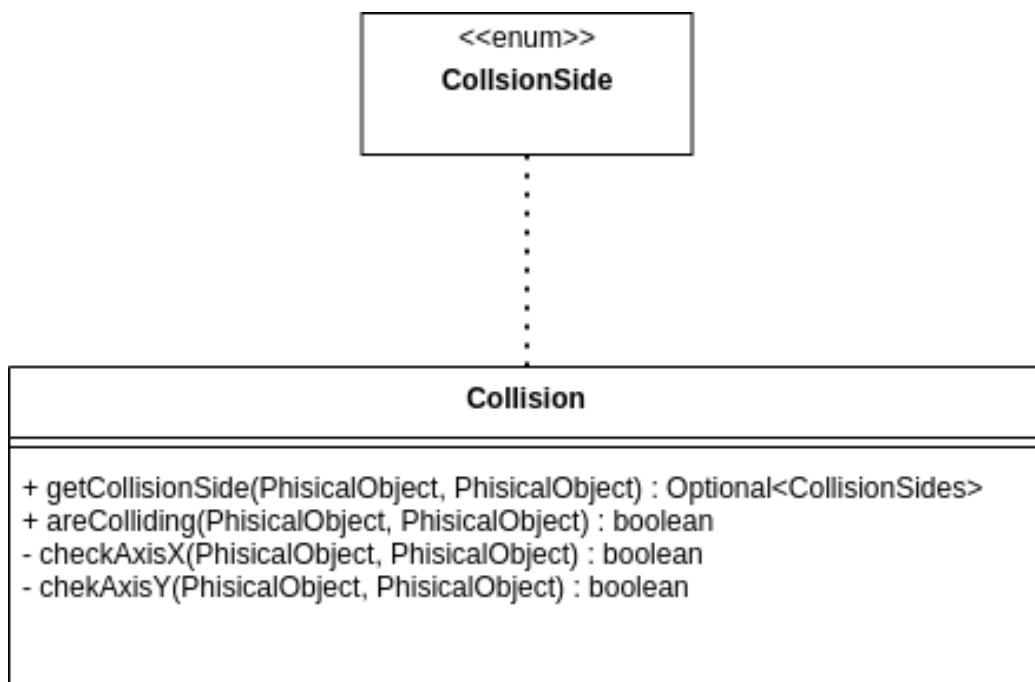 <<enum>>
CollsionSide
Collision
+ getCollisionSide(PhisicalObject, PhisicalObject) : Optional<CollisionSides>
+ areColliding(PhisicalObject, PhisicalObject) : boolean
- checkAxisX(PhisicalObject, PhisicalObject) : boolean
- chekAxisY(PhisicalObject, PhisicalObject) : boolean